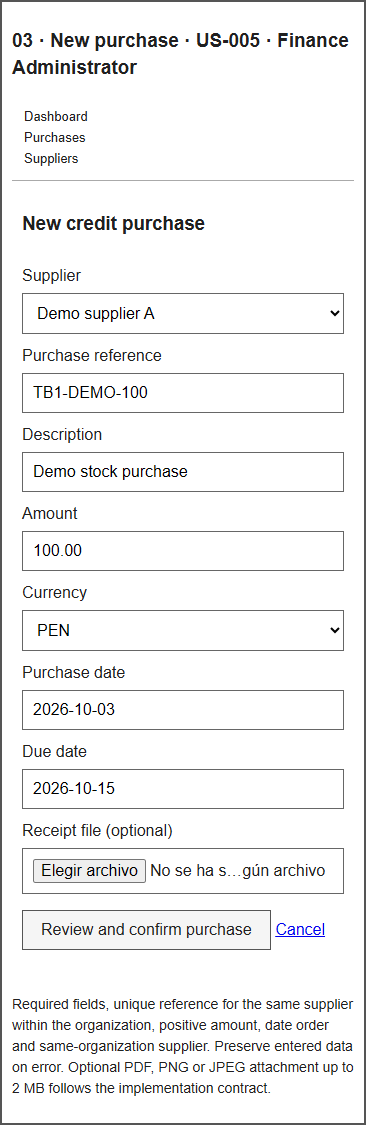 03 · New purchase · US-005 · Finance
Administrator
Dashboard
Purchases
Suppliers
New credit purchase
Supplier
Demo supplier A
Purchase reference
TB1-DEMO-100
Description
Demo stock purchase
Amount
100.00
Currency
PEN
Purchase date
2026-10-03
Due date
2026-10-15
Receipt file (optional)
Elegir archivo No se ha s...gún archivo
Review and confirm purchase Cancel
Required fields, unique reference for the same supplier
within the organization, positive amount, date order
and same-organization supplier. Preserve entered data
on error. Optional PDF, PNG or JPEG attachment up to
2 MB follows the implementation contract.